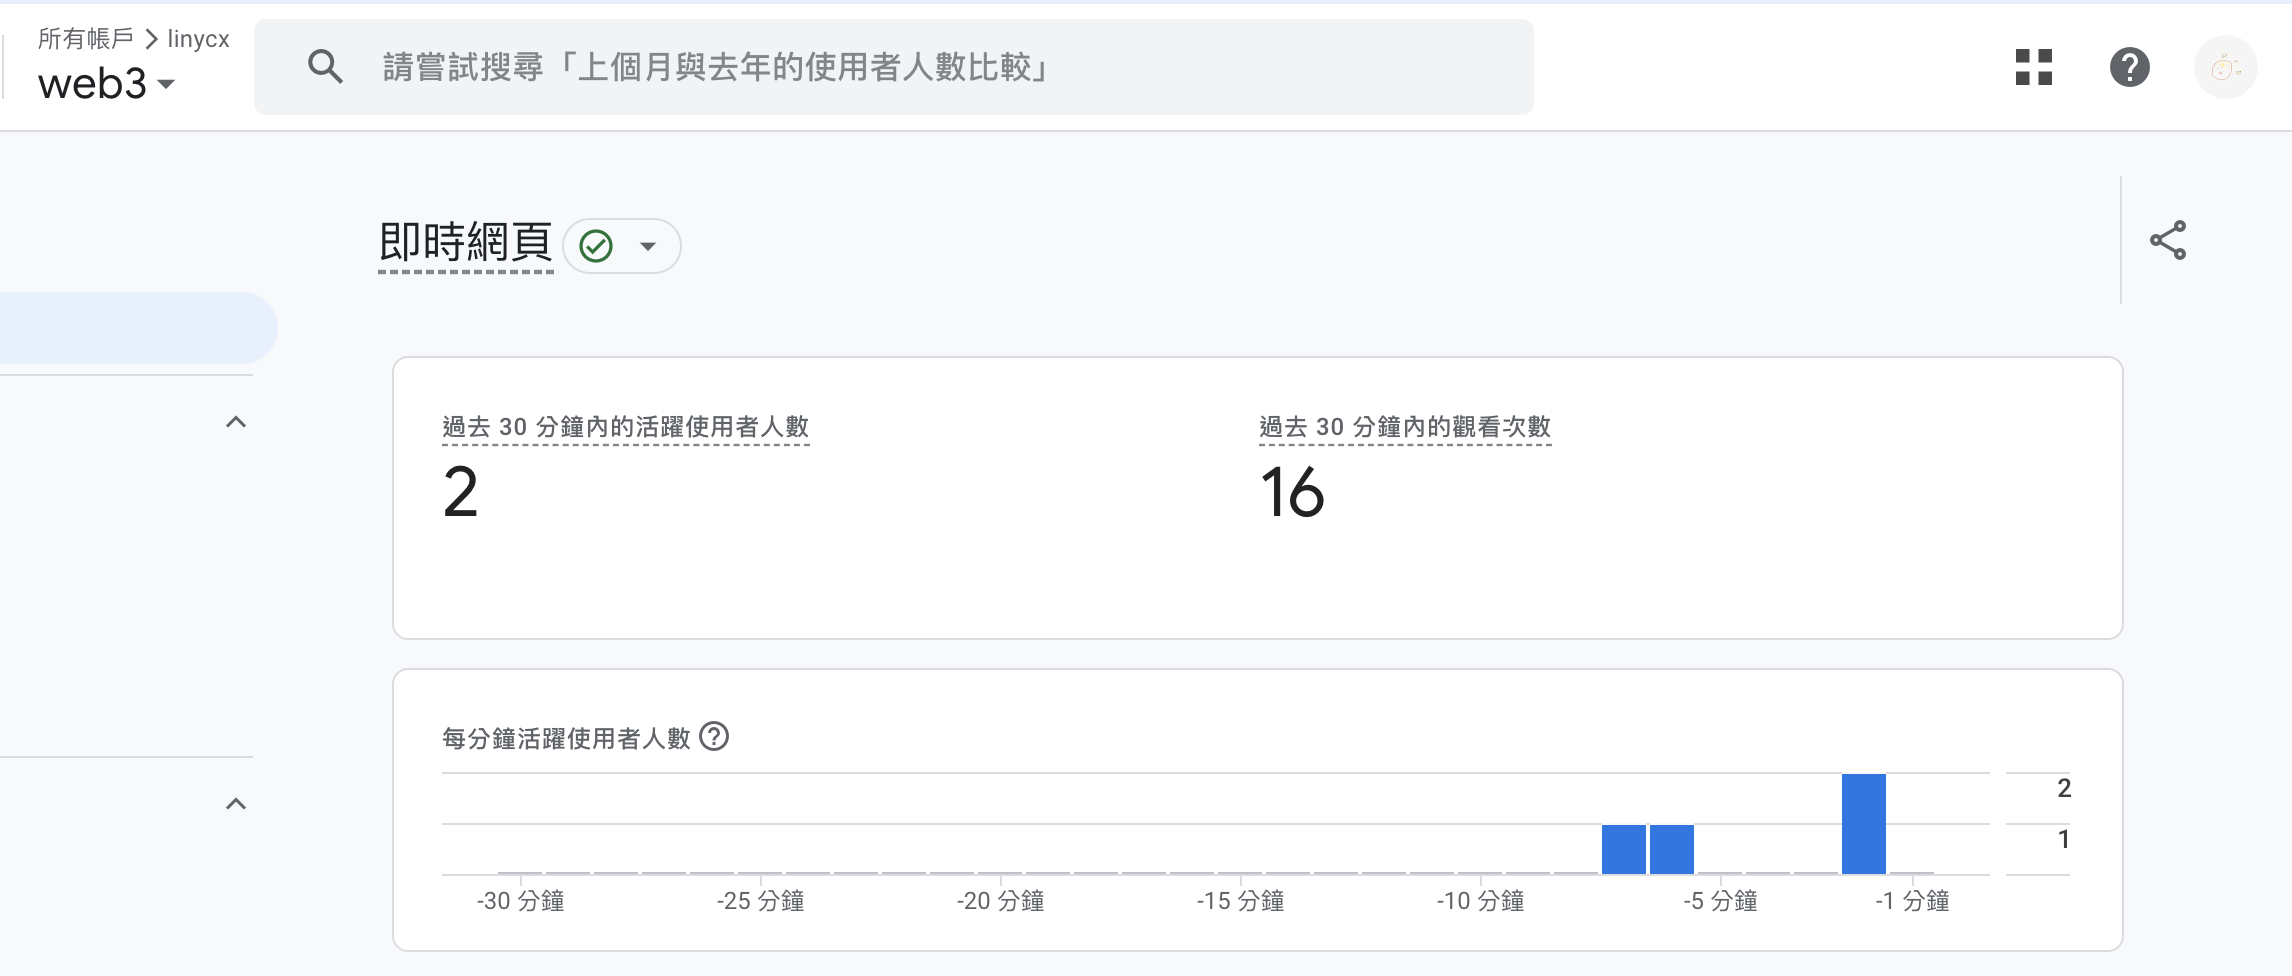 所有帳戶 > linycx
web3
請嘗試搜尋「上個月與去年的使用者人數比較」
即時網頁
過去 30 分鐘內的活躍使用者人數
2
過去 30 分鐘內的觀看次數
16
每分鐘活躍使用者人數
2
1
-30 分鐘
-25 分鐘
-20 分鐘
-15 分鐘
-10 分鐘
-5 分鐘
-1 分鐘